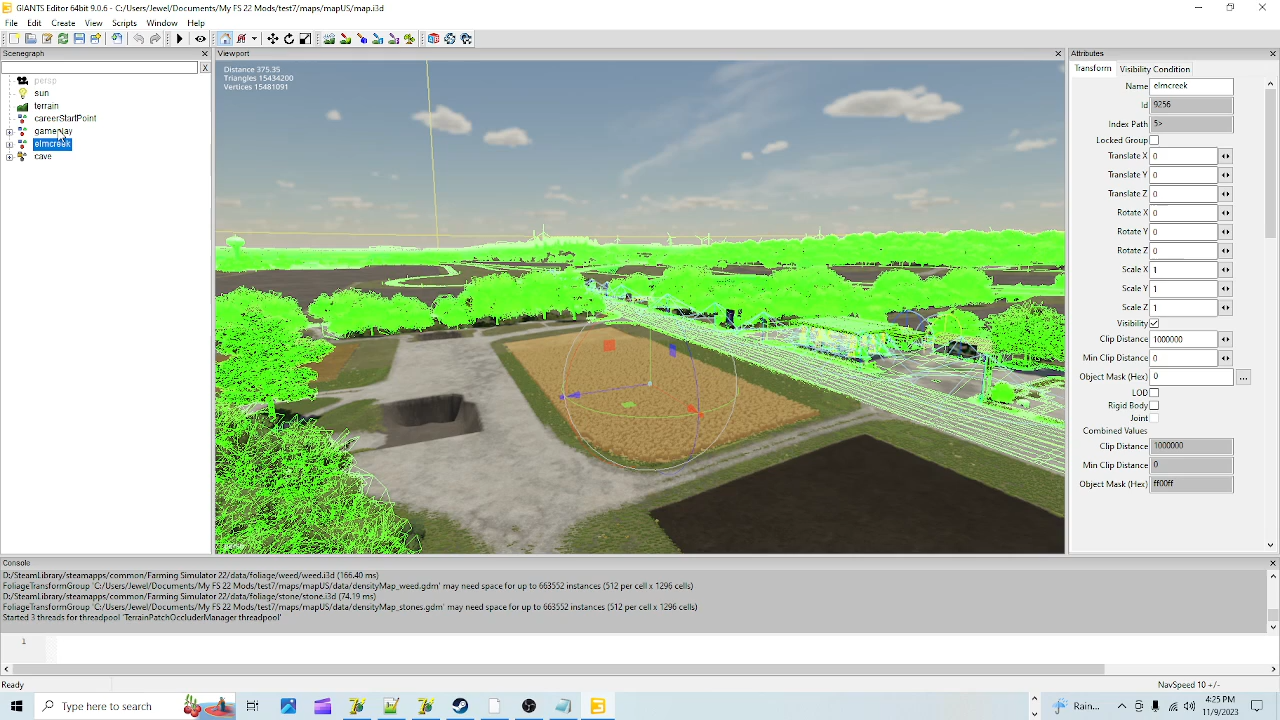 GIANTS Editor 64bit 9.0.6 - C:/Users/Jewel/Documents/My FS 22 Mods/test7/maps/mapUS/map.i3d
File Edit Create View Scripts Window Help
Scenegraph
X
persp
sun
terrain
careerStartPoint
gameplay
elmcreek
cave
Viewport
Distance 375.35
Triangles 15434200
Vertices 15481091
Attributes
Transform Visibility Condition
Name elmcreek
Id 9256
Index Path 5>
Locked Group
Translate X 0
Translate Y 0
Translate Z 0
Rotate X 0
Rotate Y 0
Rotate Z 0
Scale X 1
Scale Y 1
Scale Z 1
Visibility
Clip Distance 1000000
Min Clip Distance 0
Object Mask (Hex) 0 ...
LOD
Rigid Body
Joint
Combined Values
Clip Distance 1000000
Min Clip Distance 0
Object Mask (Hex) ff00ff
Console
D:/SteamLibrary/steamapps/common/Farming Simulator 22/data/foliage/weed/weed.i3d (166.40 ms)
FoliageTransformGroup 'C:/Users/Jewel/Documents/My FS 22 Mods/test7/maps/mapUS/data/densityMap_weed.gdm' may need space for up to 663552 instances (512 per cell x 1296 cells)
D:/SteamLibrary/steamapps/common/Farming Simulator 22/data/foliage/stone/stone.i3d (74.19 ms)
FoliageTransformGroup 'C:/Users/Jewel/Documents/My FS 22 Mods/test7/maps/mapUS/data/densityMap_stones.gdm' may need space for up to 663552 instances (512 per cell x 1296 cells)
Started 3 threads for threadpool 'TerrainPatchOccluderManager threadpool'
1
Ready
NavSpeed 10 +/-
Type here to search
Rain...
4:25 PM
11/9/2023